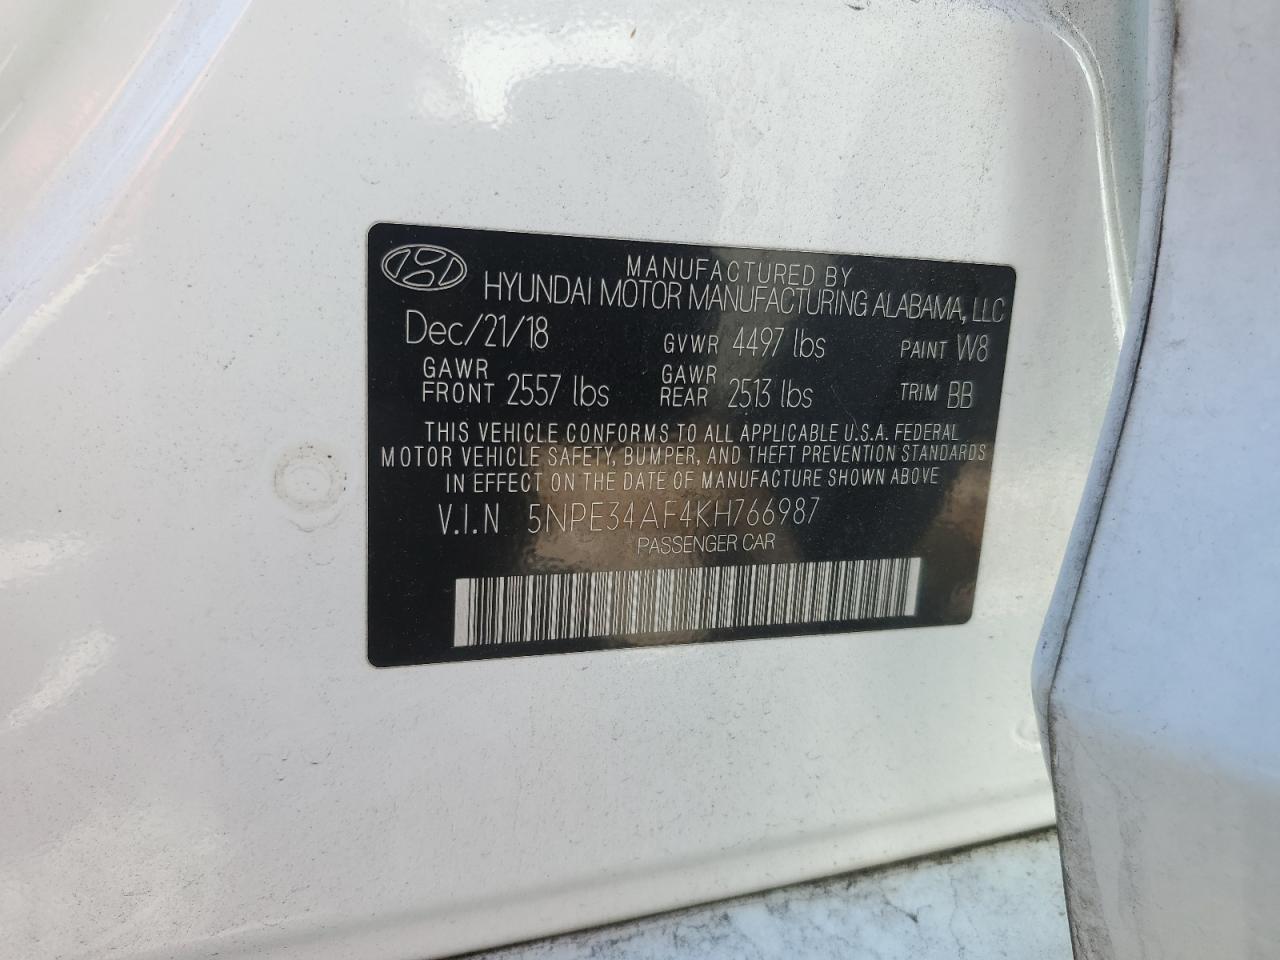 MANUFACTURED BY
HYUNDAI MOTOR MANUFACTURING ALABAMA, LLC
Dec/21/18 GVWR 4497 lbs PAINT W8
GAWR FRONT 2557 lbs GAWR REAR 2513 lbs TRIM BB
THIS VEHICLE CONFORMS TO ALL APPLICABLE U.S.A. FEDERAL
MOTOR VEHICLE SAFETY, BUMPER, AND THEFT PREVENTION STANDARDS
IN EFFECT ON THE DATE OF MANUFACTURE SHOWN ABOVE
V.I.N 5NPE34AF4KH766987
PASSENGER CAR